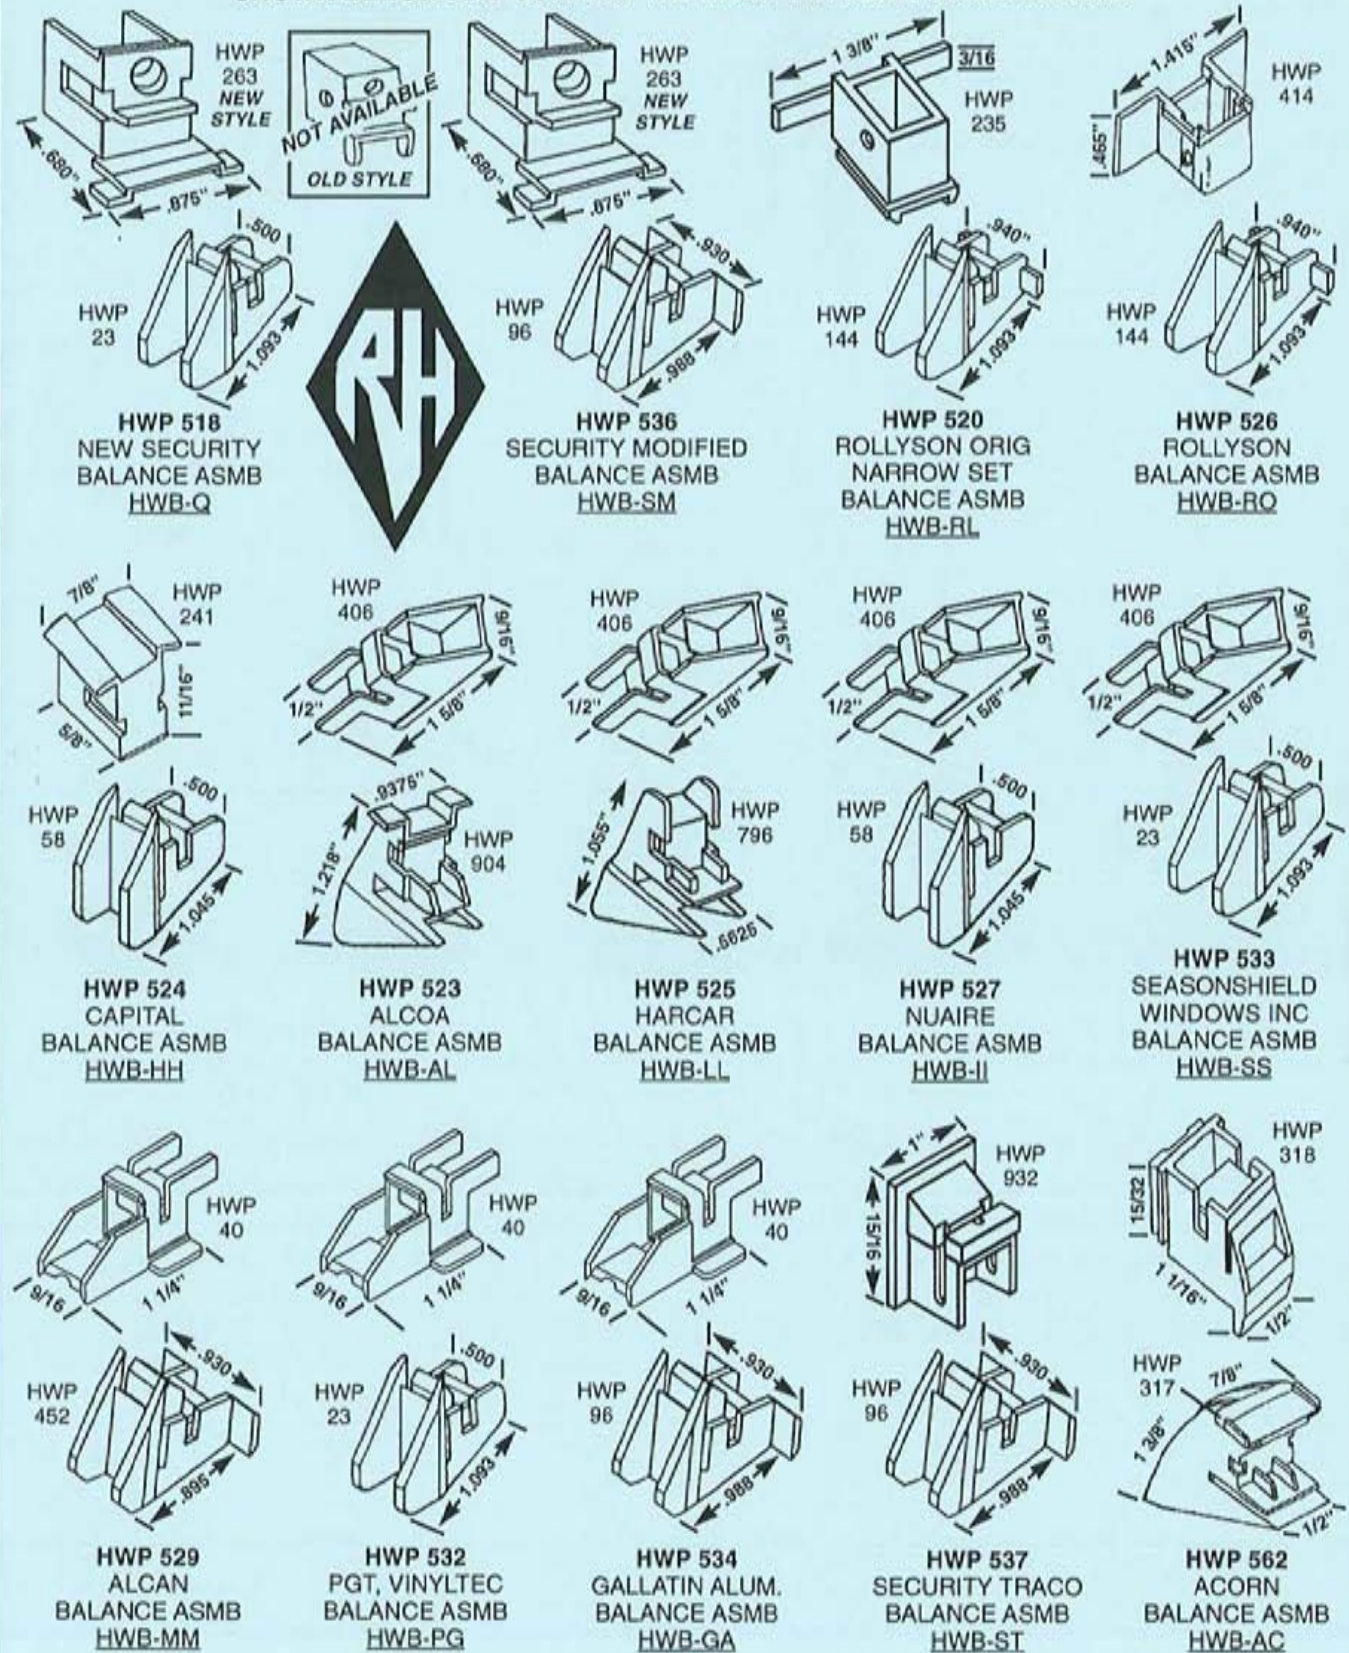 HWP
263
NEW
STYLE
.680"
.875"
NOT AVAILABLE
OLD STYLE
HWP
263
NEW
STYLE
.680"
.875"
1 3/8"
3/16
HWP
235
1.415"
.465"
HWP
414
HWP
23
.500
1.093
RH
HWP
96
.930
.988
HWP
144
.940"
1.093
HWP
144
.940"
1.093
HWP 518
NEW SECURITY
BALANCE ASMB
HWB-Q
HWP 536
SECURITY MODIFIED
BALANCE ASMB
HWB-SM
HWP 520
ROLLYSON ORIG
NARROW SET
BALANCE ASMB
HWB-RL
HWP 526
ROLLYSON
BALANCE ASMB
HWB-RO
7/8"
HWP
241
11/16"
5/8"
HWP
406
9/16"
1/2"
1 5/8"
HWP
406
9/16"
1/2"
1 5/8"
HWP
406
9/16"
1/2"
1 5/8"
HWP
406
9/16"
1/2"
1 5/8"
HWP
58
.500
1.045
.9375"
1.218"
HWP
904
1.055"
HWP
796
.5625
HWP
58
.500
1.045
HWP
23
.500
1.093
HWP 524
CAPITAL
BALANCE ASMB
HWB-HH
HWP 523
ALCOA
BALANCE ASMB
HWB-AL
HWP 525
HARCAR
BALANCE ASMB
HWB-LL
HWP 527
NUAIRE
BALANCE ASMB
HWB-II
HWP 533
SEASONSHIELD
WINDOWS INC
BALANCE ASMB
HWB-SS
HWP
40
9/16
1 1/4"
HWP
40
9/16
1 1/4"
HWP
40
9/16
1 1/4"
1"
HWP
932
15/16
HWP
318
15/32
1 1/16"
1/2"
HWP
452
.930
.895
HWP
23
.500
1.093
HWP
96
.930
.988
HWP
96
.930
.988
HWP
317
7/8"
1 3/8"
1/2"
HWP 529
ALCAN
BALANCE ASMB
HWB-MM
HWP 532
PGT, VINYLTEC
BALANCE ASMB
HWB-PG
HWP 534
GALLATIN ALUM.
BALANCE ASMB
HWB-GA
HWP 537
SECURITY TRACO
BALANCE ASMB
HWB-ST
HWP 562
ACORN
BALANCE ASMB
HWB-AC